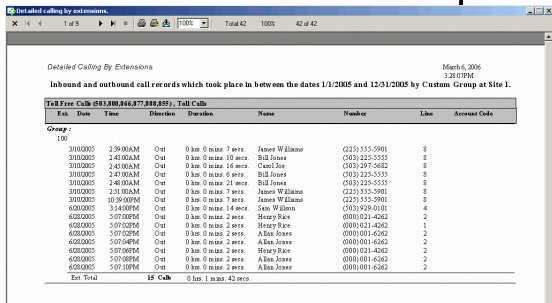 Detailed calling by extensions.
1 of 9 100% Total:42 100% 42 of 42
Detailed Calling By Extensions March 6, 2006
3:28:07PM
Inbound and outbound call records which took place in between the dates 1/1/2005 and 12/31/2005 by Custom Group at Site 1.
Toll Free Calls (503,800,866,877,888,855) , Toll Calls
Ext. Date Time Direction Duration Name Number Line Account Code
Group :
100
3/10/2005 2:39:00AM Out 0 hrs. 0 mins. 7 secs. James Williams (225) 555-5901 8
3/10/2005 2:43:00AM Out 0 hrs. 0 mins. 10 secs. Bill Jones (503) 225-5555 8
3/10/2005 2:45:00AM Out 0 hrs. 0 mins. 16 secs. Carol Joe (503) 297-5682 8
3/10/2005 2:47:00AM Out 0 hrs. 0 mins. 6 secs. Bill Jones (503) 225-5555 8
3/10/2005 2:48:00AM Out 0 hrs. 0 mins. 21 secs. Bill Jones (503) 225-5555 8
3/10/2005 2:51:00AM Out 0 hrs. 0 mins. 7 secs. James Williams (225) 555-5901 8
3/10/2005 10:39:00PM Out 0 hrs. 0 mins. 7 secs. James Williams (225) 555-5901 8
6/20/2005 3:14:00PM Out 0 hrs. 0 mins. 14 secs. Sam Willson (503) 929-0101 4
6/28/2005 5:07:00PM Out 0 hrs. 0 mins. 2 secs. Henry Rice (000) 021-4262 2
6/28/2005 5:07:02PM Out 0 hrs. 0 mins. 2 secs. Henry Rice (000) 021-4262 1
6/28/2005 5:07:02PM Out 0 hrs. 0 mins. 2 secs. Allan Jones (000) 001-6262 2
6/28/2005 5:07:04PM Out 0 hrs. 0 mins. 2 secs. Allan Jones (000) 001-6262 2
6/28/2005 5:07:06PM Out 0 hrs. 0 mins. 2 secs. Henry Rice (000) 021-4262 2
6/28/2005 5:07:08PM Out 0 hrs. 0 mins. 2 secs. Allan Jones (000) 001-6262 2
6/28/2005 5:07:10PM Out 0 hrs. 0 mins. 2 secs. Allan Jones (000) 001-6262 2
Ext. Total 15 Calls 0 hrs. 1 mins. 42 secs.